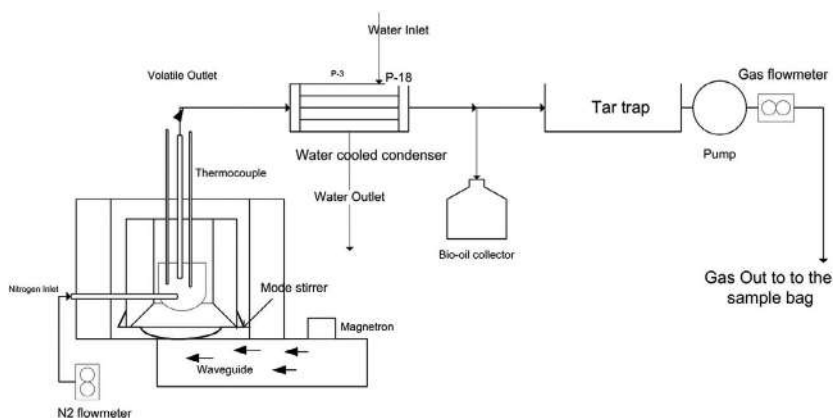 Water Inlet
P-3
P-18
Volatile Outlet
Gas flowmeter
Tar trap
Water cooled condenser
Pump
Thermocouple
Water Outlet
Bio-oil collector
Gas Out to to the
sample bag
Nitrogen Inlet
Mode stirrer
Magnetron
Waveguide
N2 flowmeter